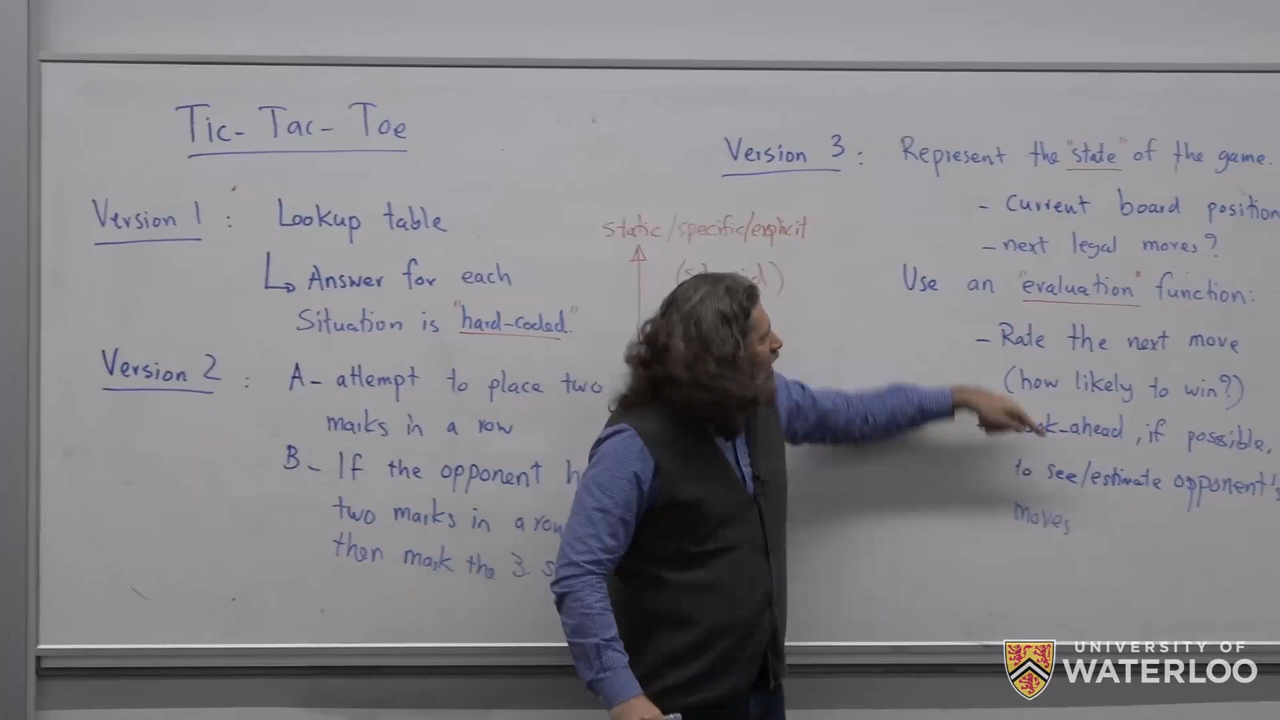 Tic-Tac-Toe
Version 1 : Lookup table
↳ Answer for each
Situation is "hard-coded"
Version 2 : A- attempt to place two
marks in a row
B- If the opponent
two marks in a row
then mark the 3.
static/specific/explicit
Version 3 : Represent the "state" of the game.
- Current board position
- next legal moves?
Use an "evaluation" function:
- Rate the next move
(how likely to win?)
-ahead, if possible,
to see/estimate opponent's
moves
UNIVERSITY OF
WATERLOO